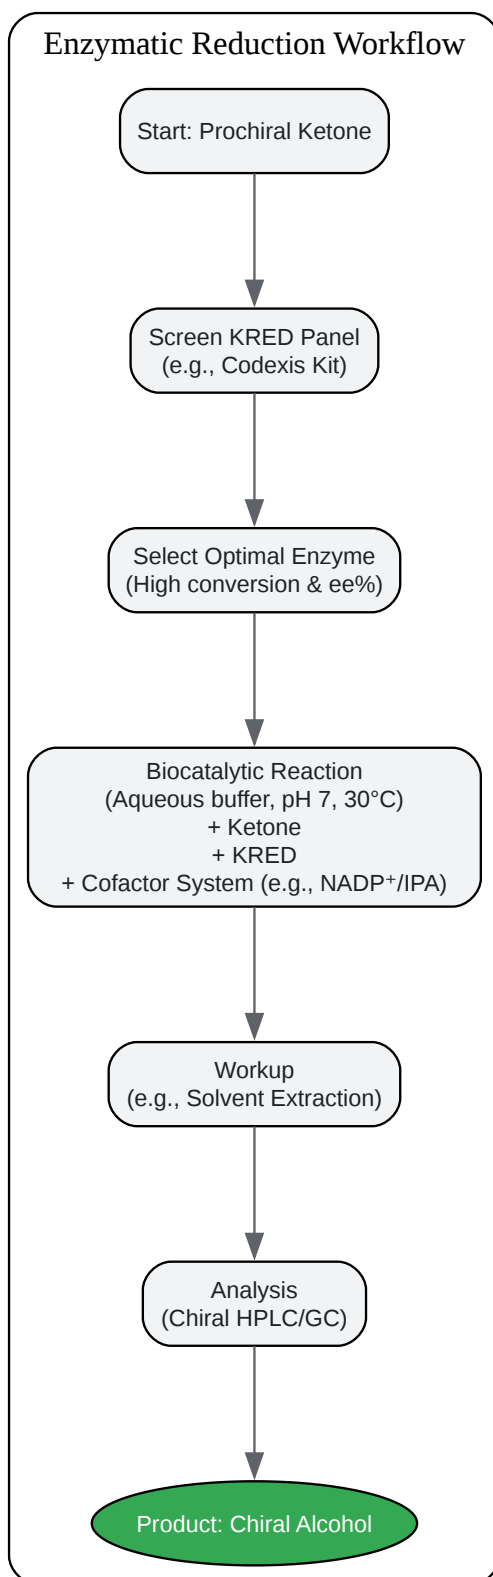 Enzymatic Reduction Workflow
Start: Prochiral Ketone
Screen KRED Panel
(e.g., Codexis Kit)
Select Optimal Enzyme
(High conversion & ee%)
Biocatalytic Reaction
(Aqueous buffer, pH 7, 30°C)
+ Ketone
+ KRED
+ Cofactor System (e.g., NADP⁺/IPA)
Workup
(e.g., Solvent Extraction)
Analysis
(Chiral HPLC/GC)
Product: Chiral Alcohol